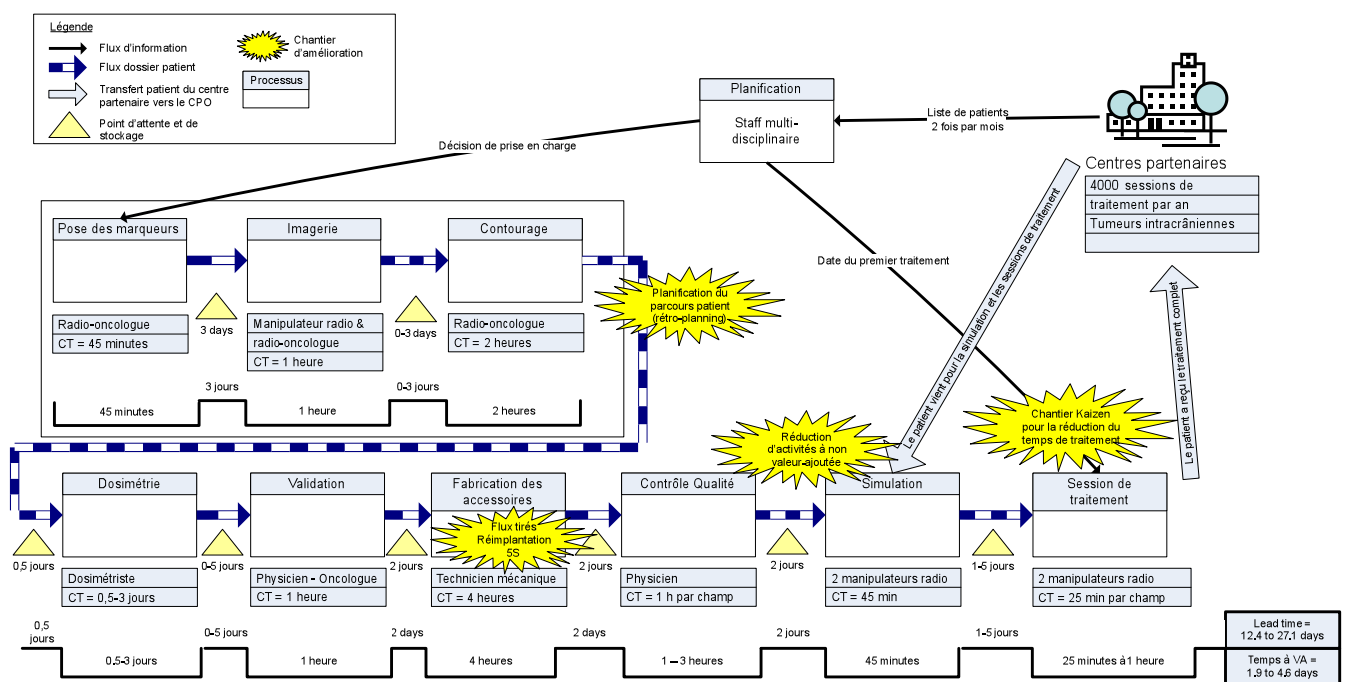 Légende
Flux d'information
Flux dossier patient
Transfert patient du centre
partenaire vers le CPO
Point d'attente et de
stockage
Chantier
d'amélioration
Processus
Planification
Staff multi-
disciplinaire
Liste de patients
2 fois par mois
Centres partenaires
4000 sessions de
traitement par an
Tumeurs intracrâniennes
Décision de prise en charge
Date du premier traitement
Le patient vient pour la simulation et les sessions de traitement
Le patient a reçu le traitement complet
Pose des marqueurs
Radio-oncologue
CT = 45 minutes
3 days
Imagerie
Manipulateur radio &
radio-oncologue
CT = 1 heure
0-3 days
Contourage
Radio-oncologue
CT = 2 heures
Planification du
parcours patient
(rétro-planning)
45 minutes
3 jours
1 heure
0-3 jours
2 heures
Réduction
d'activités à non
valeur-ajoutée
Chantier Kaizen
pour la réduction du
temps de traitement
0,5 jours
Dosimétrie
Dosimétriste
CT = 0,5-3 jours
0-5 jours
Validation
Physicien - Oncologue
CT = 1 heure
2 jours
Fabrication des
accessoires
Flux tirés
Réimplantation
5S
Technicien mécanique
CT = 4 heures
2 jours
Contrôle Qualité
Physicien
CT = 1 h par champ
2 jours
Simulation
2 manipulateurs radio
CT = 45 min
1-5 jours
Session de
traitement
2 manipulateurs radio
CT = 25 min par champ
0,5
jours
0.5-3 jours
0-5 jours
1 heure
2 days
4 heures
2 days
1 – 3 heures
2 jours
45 minutes
1-5 jours
25 minutes à 1 heure
Lead time =
12.4 to 27.1 days
Temps à VA =
1.9 to 4.6 days